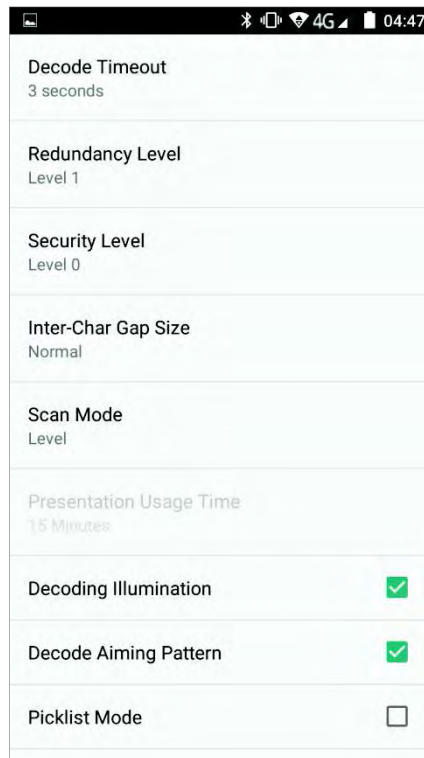 4G 04:47
Decode Timeout
3 seconds
Redundancy Level
Level 1
Security Level
Level 0
Inter-Char Gap Size
Normal
Scan Mode
Level
Presentation Usage Time
15 Minutes
Decoding Illumination
Decode Aiming Pattern
Picklist Mode